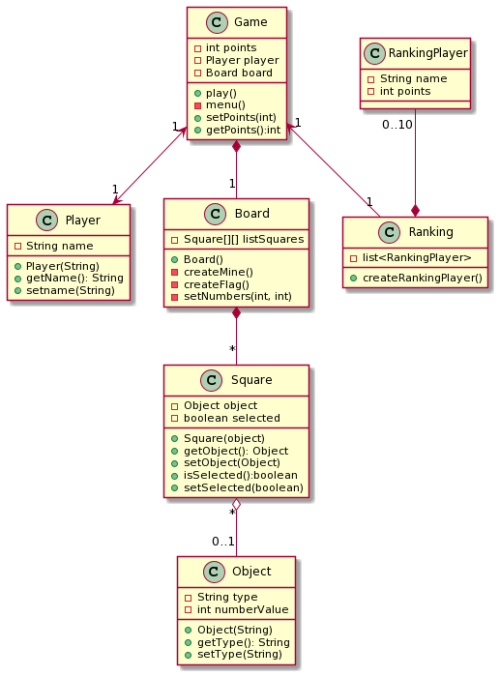 C Game
int points
Player player
Board board
play()
menu()
setPoints(int)
getPoints():int
C RankingPlayer
String name
int points
1
1
0..10
1
1
1
C Player
String name
Player(String)
getName(): String
setname(String)
C Board
Square[][] listSquares
Board()
createMine()
createFlag()
setNumbers(int, int)
C Ranking
list<RankingPlayer>
createRankingPlayer()
*
C Square
Object object
boolean selected
Square(object)
getObject(): Object
setObject(Object)
isSelected():boolean
setSelected(boolean)
*
0..1
C Object
String type
int numberValue
Object(String)
getType(): String
setType(String)